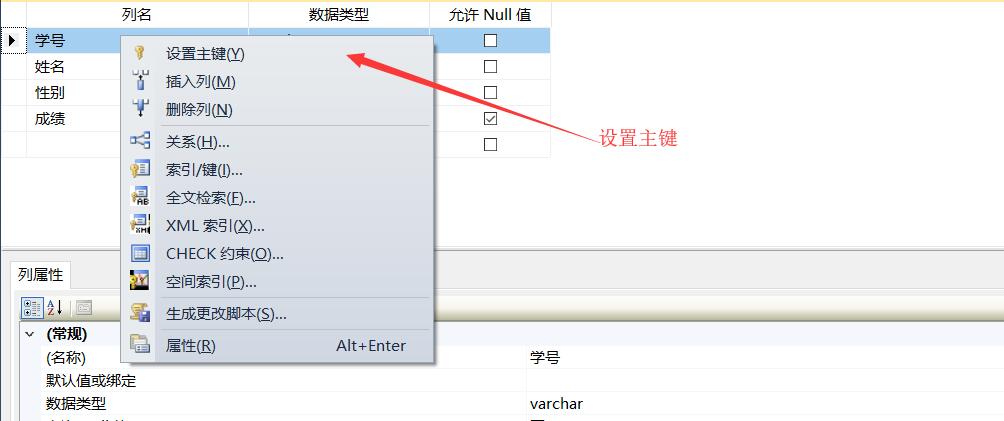 列名 数据类型 允许 Null 值
学号
姓名
性别
成绩
设置主键(Y)
插入列(M)
删除列(N)
关系(H)...
索引/键(I)...
全文检索(F)...
XML 索引(X)...
CHECK 约束(O)...
空间索引(P)...
生成更改脚本(S)...
属性(R) Alt+Enter
设置主键
列属性
(常规)
(名称) 学号
默认值或绑定
数据类型 varchar